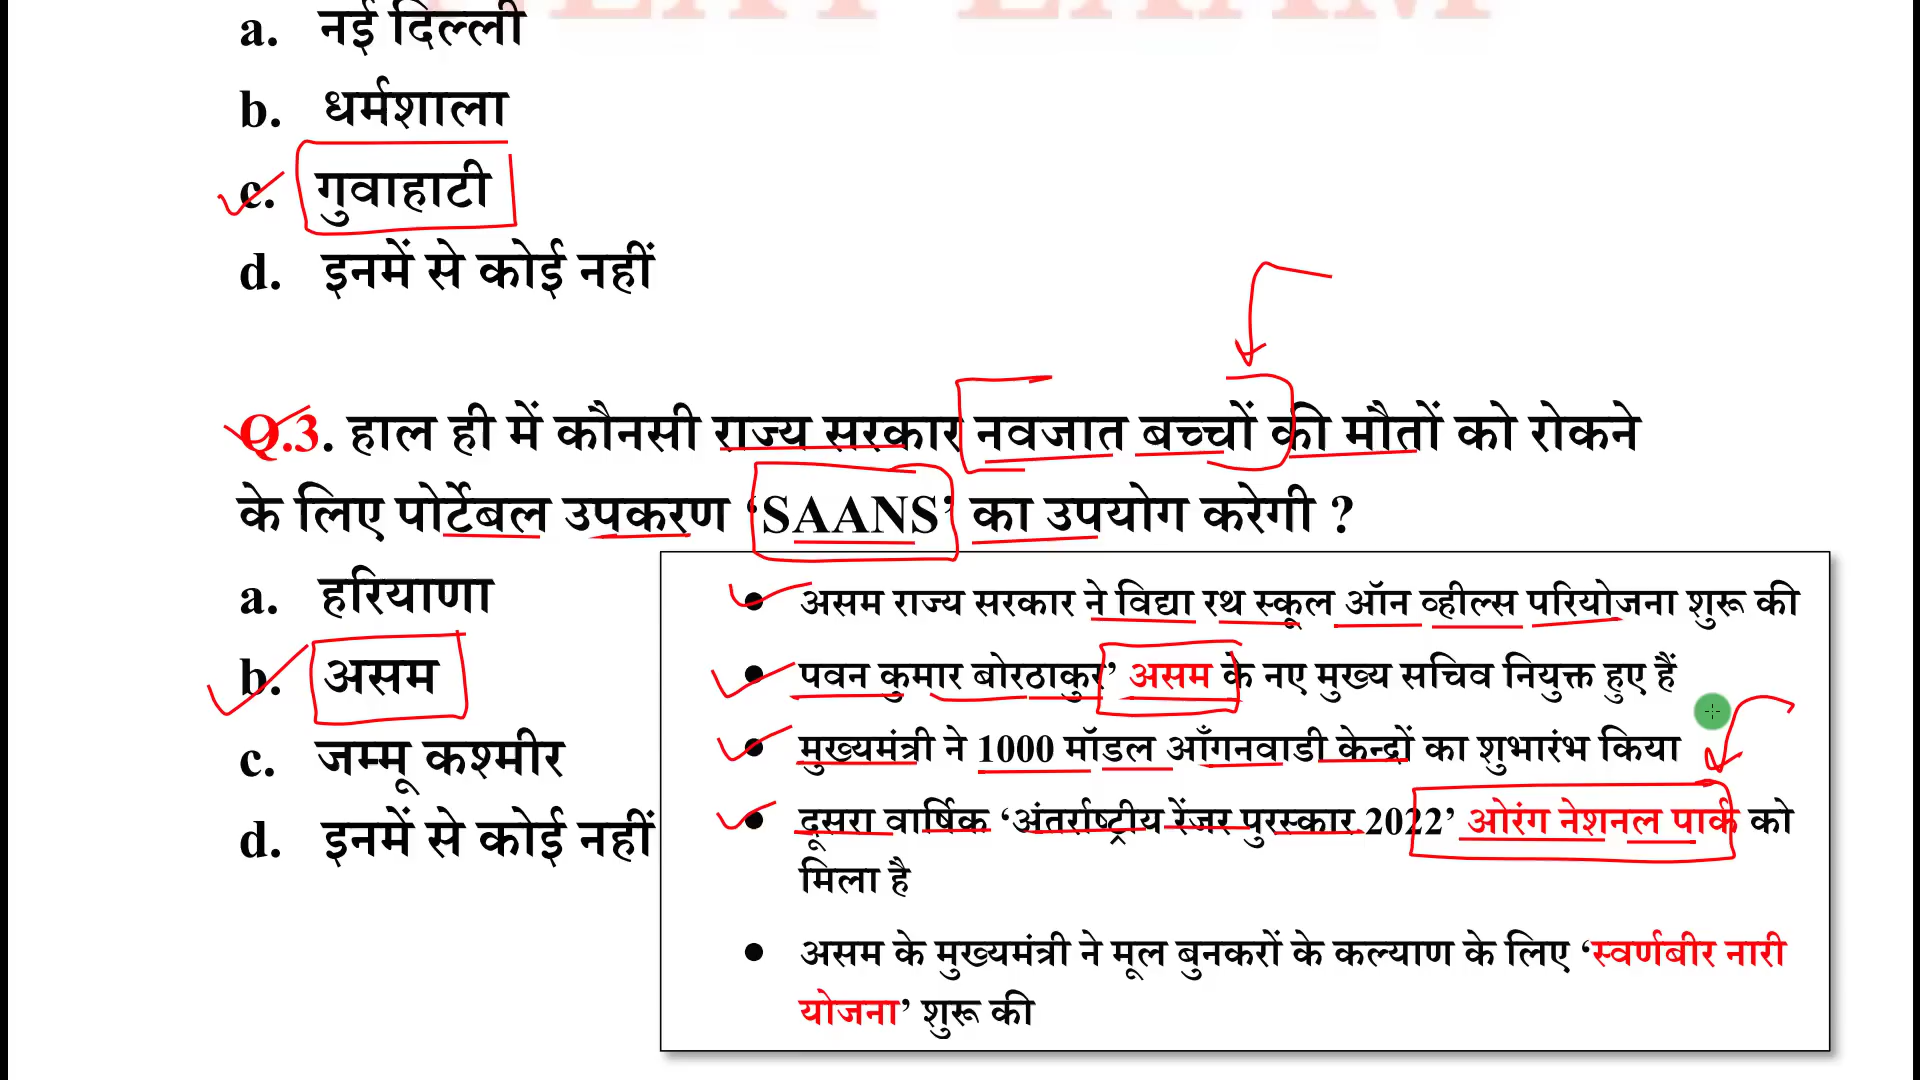 a. नई दिल्ली
b. धर्मशाला
c. गुवाहाटी
d. इनमें से कोई नहीं
Q.3. हाल ही में कौनसी राज्य सरकार नवजात बच्चों की मौतों को रोकने
के लिए पोर्टेबल उपकरण ‘SAANS’ का उपयोग करेगी ?
a. हरियाणा
b. असम
c. जम्मू कश्मीर
d. इनमें से कोई नहीं
• असम राज्य सरकार ने विद्या रथ स्कूल ऑन व्हील्स परियोजना शुरू की
• पवन कुमार बोरठाकुर’ असम के नए मुख्य सचिव नियुक्त हुए हैं
• मुख्यमंत्री ने 1000 मॉडल आँगनवाडी केन्द्रों का शुभारंभ किया
• दूसरा वार्षिक ‘अंतर्राष्ट्रीय रेंजर पुरस्कार 2022’ ओरंग नेशनल पार्क को
मिला है
• असम के मुख्यमंत्री ने मूल बुनकरों के कल्याण के लिए ‘स्वर्णबीर नारी
योजना’ शुरू की